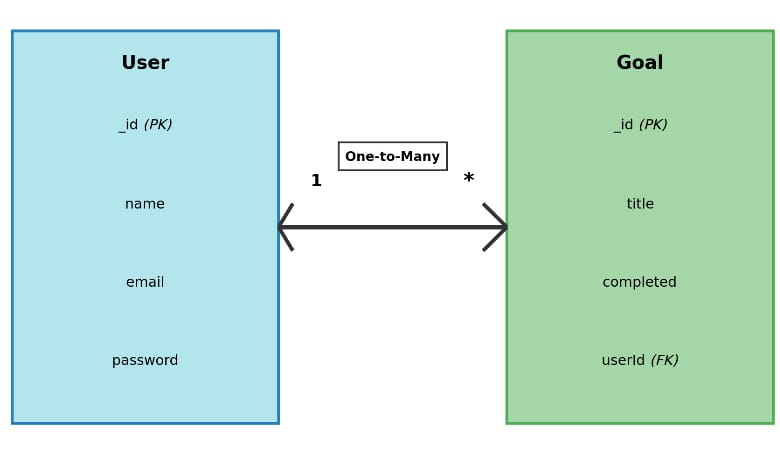 User
_id (PK)
name
email
password
One-to-Many
1
*
Goal
_id (PK)
title
completed
userId (FK)